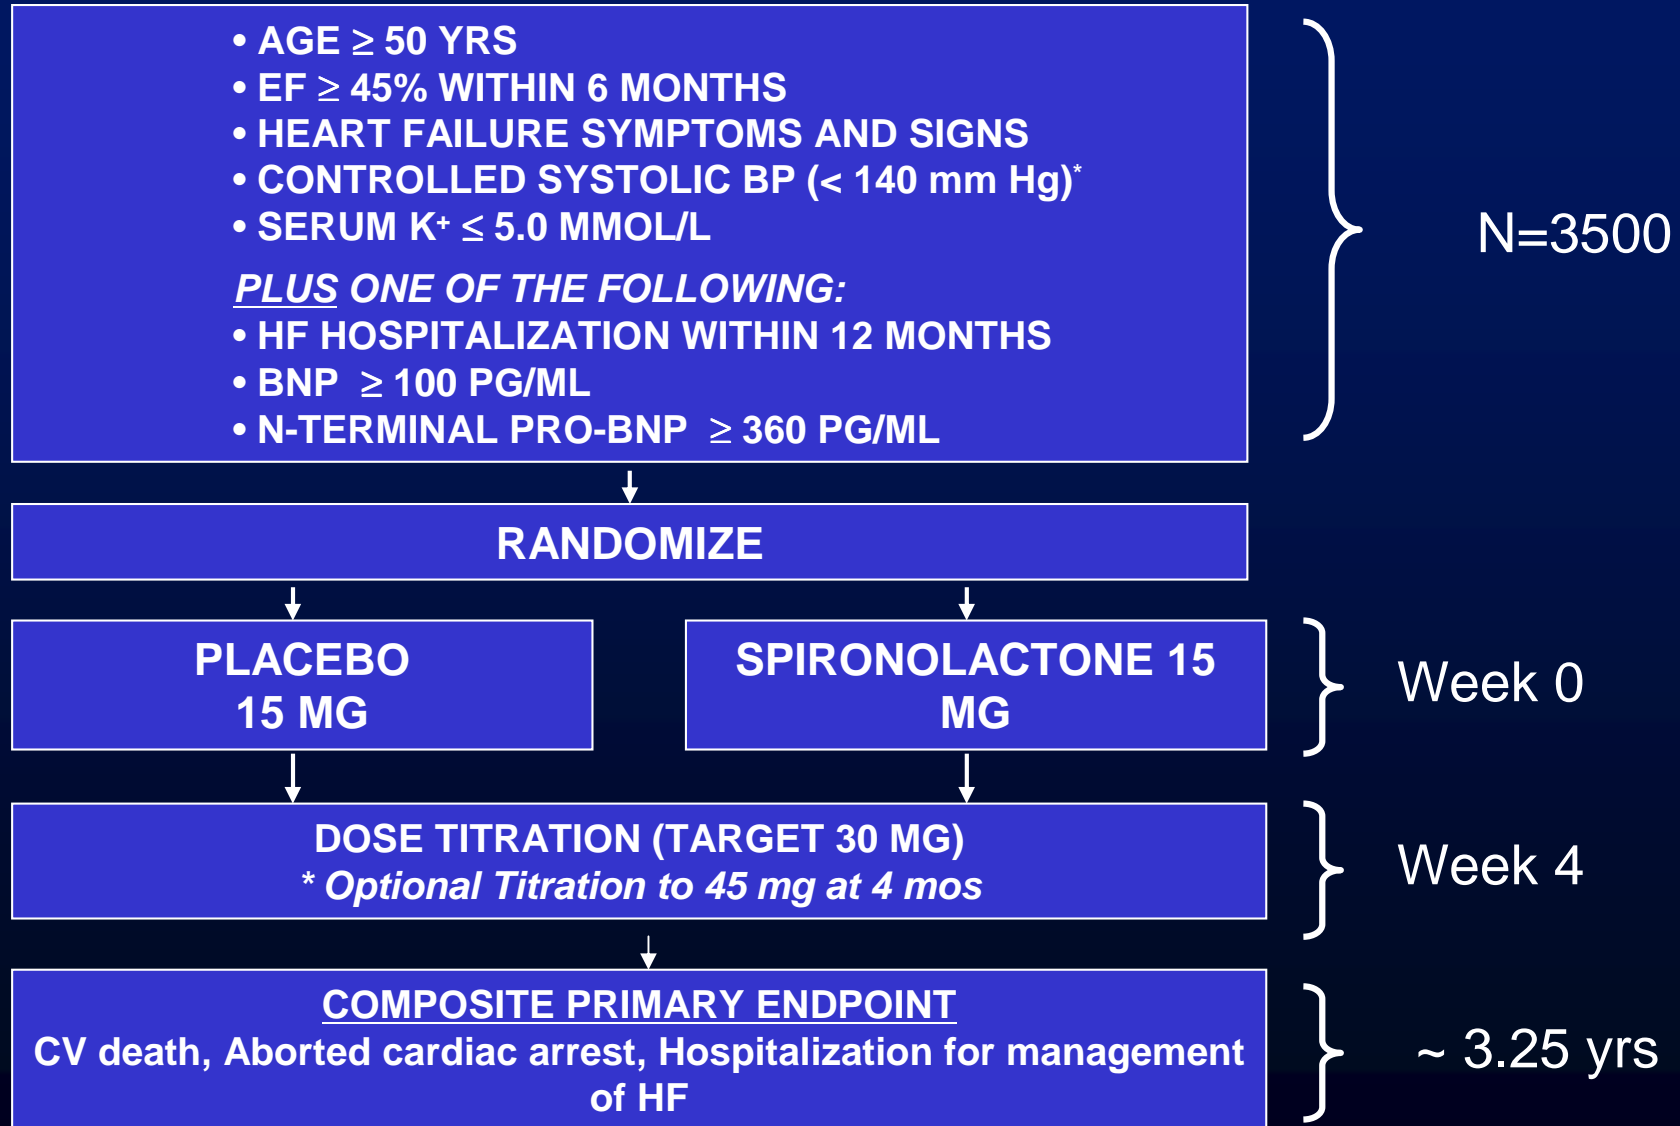 • AGE ≥ 50 YRS
• EF ≥ 45% WITHIN 6 MONTHS
• HEART FAILURE SYMPTOMS AND SIGNS
• CONTROLLED SYSTOLIC BP (< 140 mm Hg)*
• SERUM K+ ≤ 5.0 MMOL/L
PLUS ONE OF THE FOLLOWING:
• HF HOSPITALIZATION WITHIN 12 MONTHS
• BNP ≥ 100 PG/ML
• N-TERMINAL PRO-BNP ≥ 360 PG/ML
N=3500
RANDOMIZE
PLACEBO
15 MG
SPIRONOLACTONE 15
MG
Week 0
DOSE TITRATION (TARGET 30 MG)
* Optional Titration to 45 mg at 4 mos
Week 4
COMPOSITE PRIMARY ENDPOINT
CV death, Aborted cardiac arrest, Hospitalization for management
of HF
~ 3.25 yrs